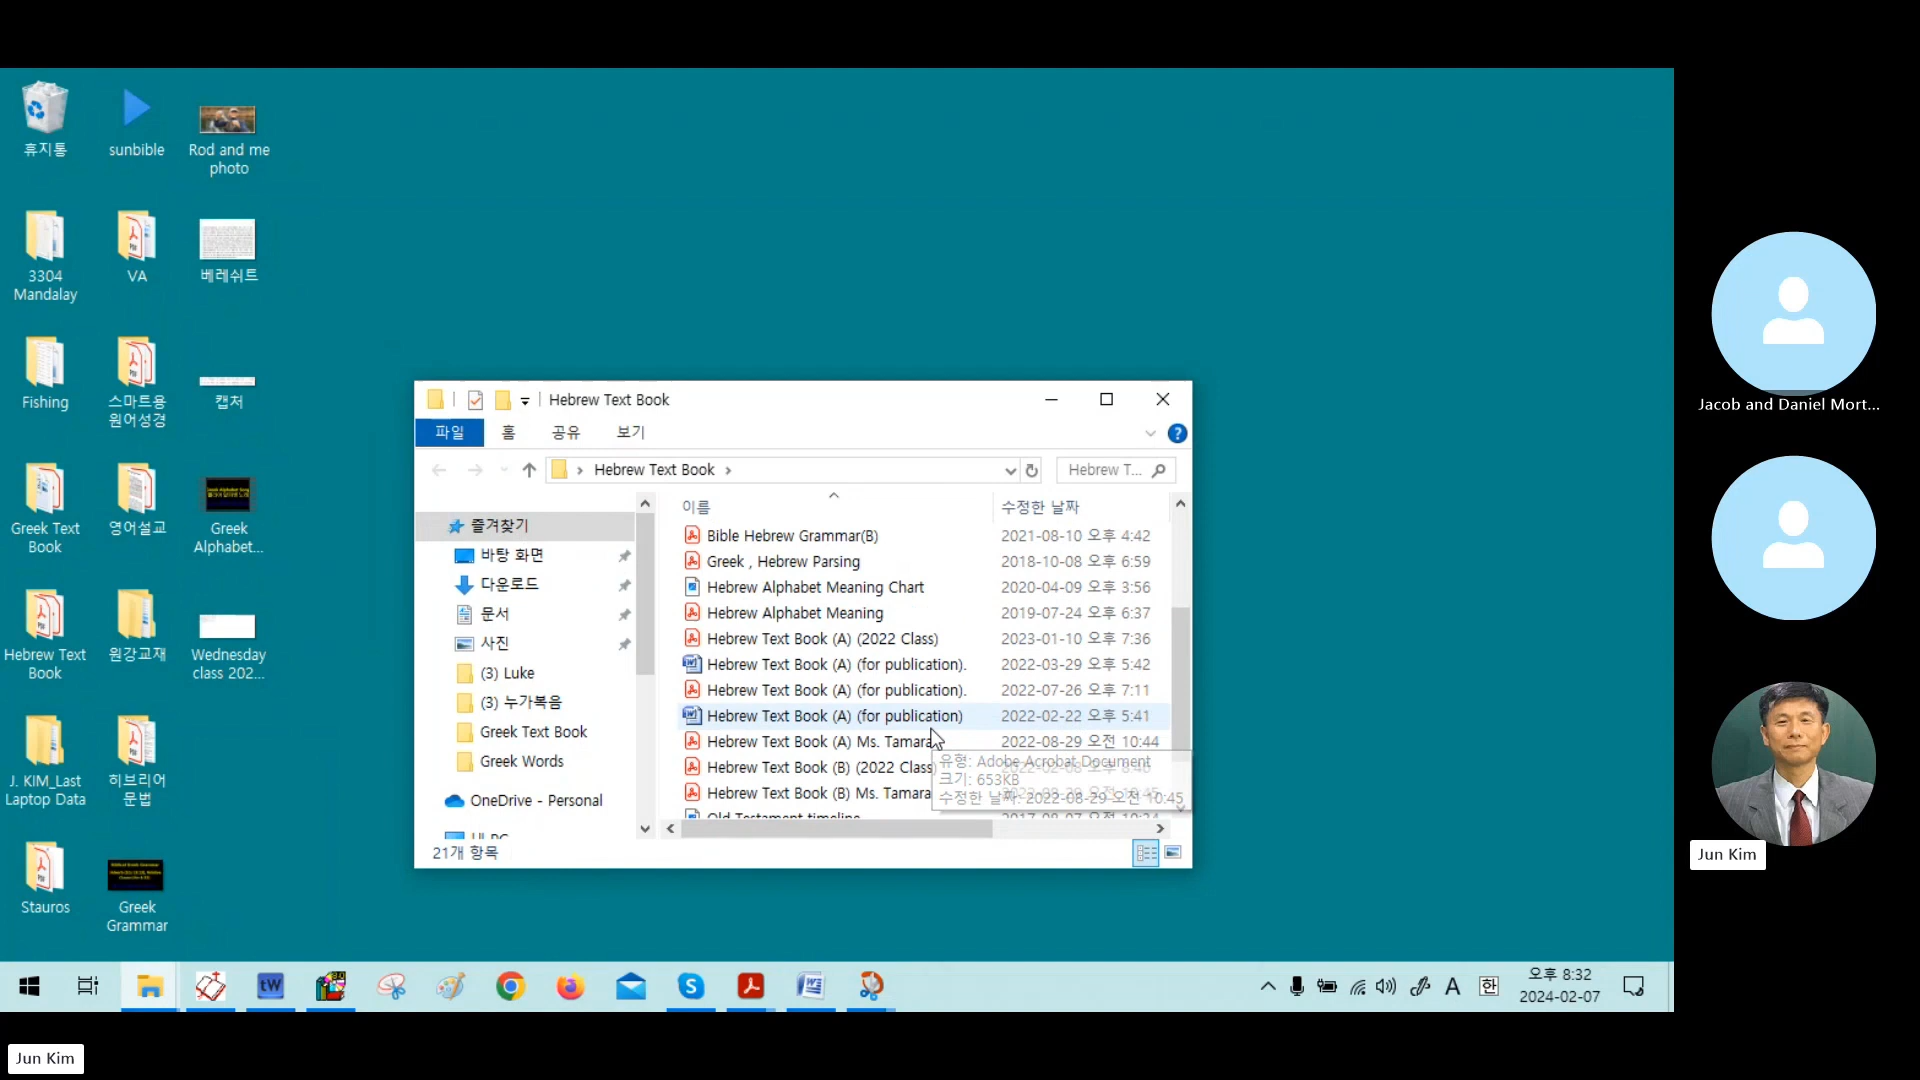 휴지통
sunbible
Rod and me
photo
3304
Mandalay
VA
베레쉬트
Fishing
스마트용
원어성경
캡처
Greek Text
Book
영어설교
Greek
Alphabet...
Hebrew Text
Book
원강교재
Wednesday
class 202...
J. KIM_Last
Laptop Data
히브리어
문법
Stauros
Greek
Grammar
Hebrew Text Book
파일 홈 공유 보기
Hebrew Text Book
Hebrew T...
이름 수정한 날짜
즐겨찾기
바탕 화면
다운로드
문서
사진
(3) Luke
(3) 누가복음
Greek Text Book
Greek Words
OneDrive - Personal
Bible Hebrew Grammar(B) 2021-08-10 오후 4:42
Greek , Hebrew Parsing 2018-10-08 오후 6:59
Hebrew Alphabet Meaning Chart 2020-04-09 오후 3:56
Hebrew Alphabet Meaning 2019-07-24 오후 6:37
Hebrew Text Book (A) (2022 Class) 2023-01-10 오후 7:36
Hebrew Text Book (A) (for publication). 2022-03-29 오후 5:42
Hebrew Text Book (A) (for publication). 2022-07-26 오후 7:11
Hebrew Text Book (A) (for publication) 2022-02-22 오후 5:41
Hebrew Text Book (A) Ms. Tamara 2022-08-29 오전 10:44
Hebrew Text Book (B) (2022 Class)
Hebrew Text Book (B) Ms. Tamara
Old Testament timeline
유형: Adobe Acrobat Document
크기: 653KB
수정한 날짜: 2022-08-29 오전 10:45
21개 항목
A 한
오후 8:32
2024-02-07
Jacob and Daniel Mort...
Jun Kim
Jun Kim